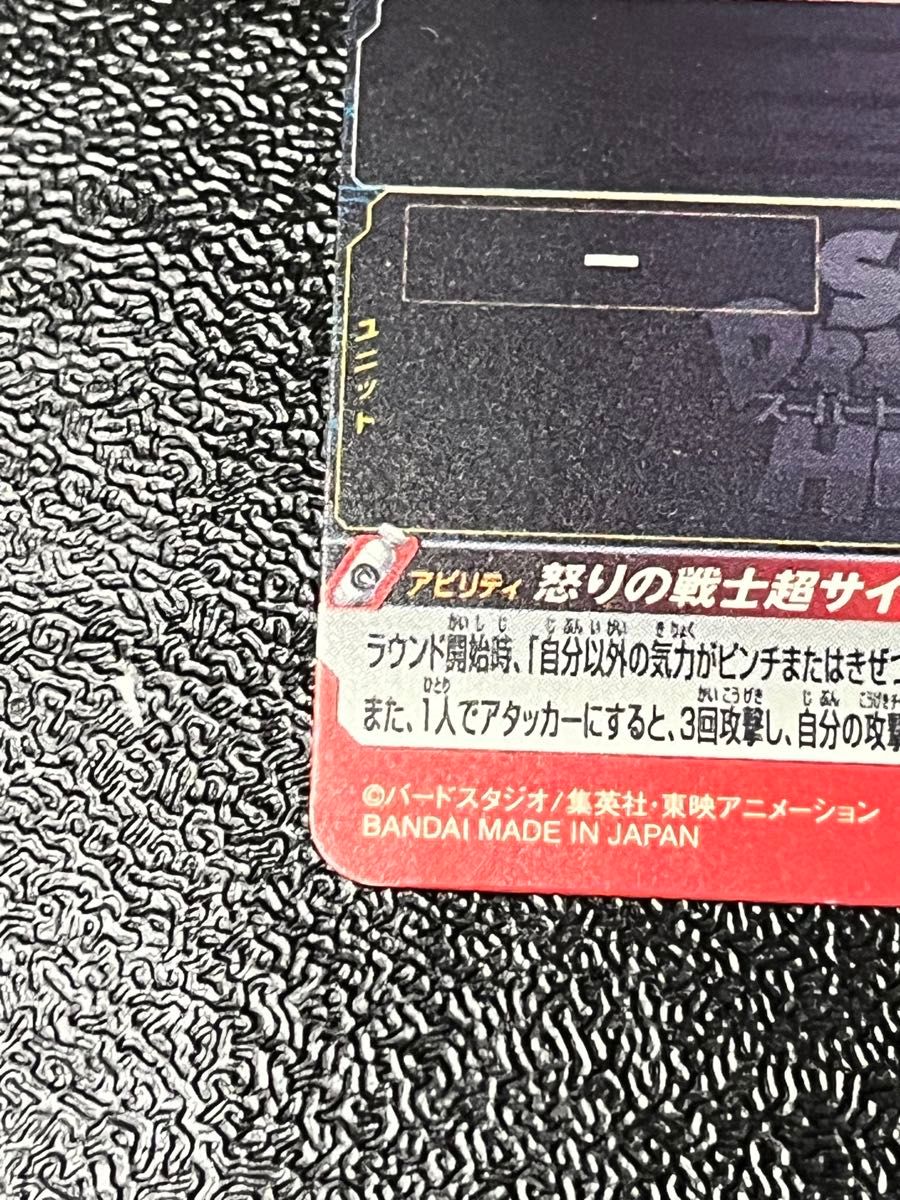 ー
ユニット
スーパー
アビリティ 怒りの戦士超サイ
ラウンド開始時、「自分以外の気力がピンチまたはきぜつ
また、1人でアタッカーにすると、3回攻撃し、自分の攻撃
©バードスタジオ/集英社・東映アニメーション
BANDAI MADE IN JAPAN